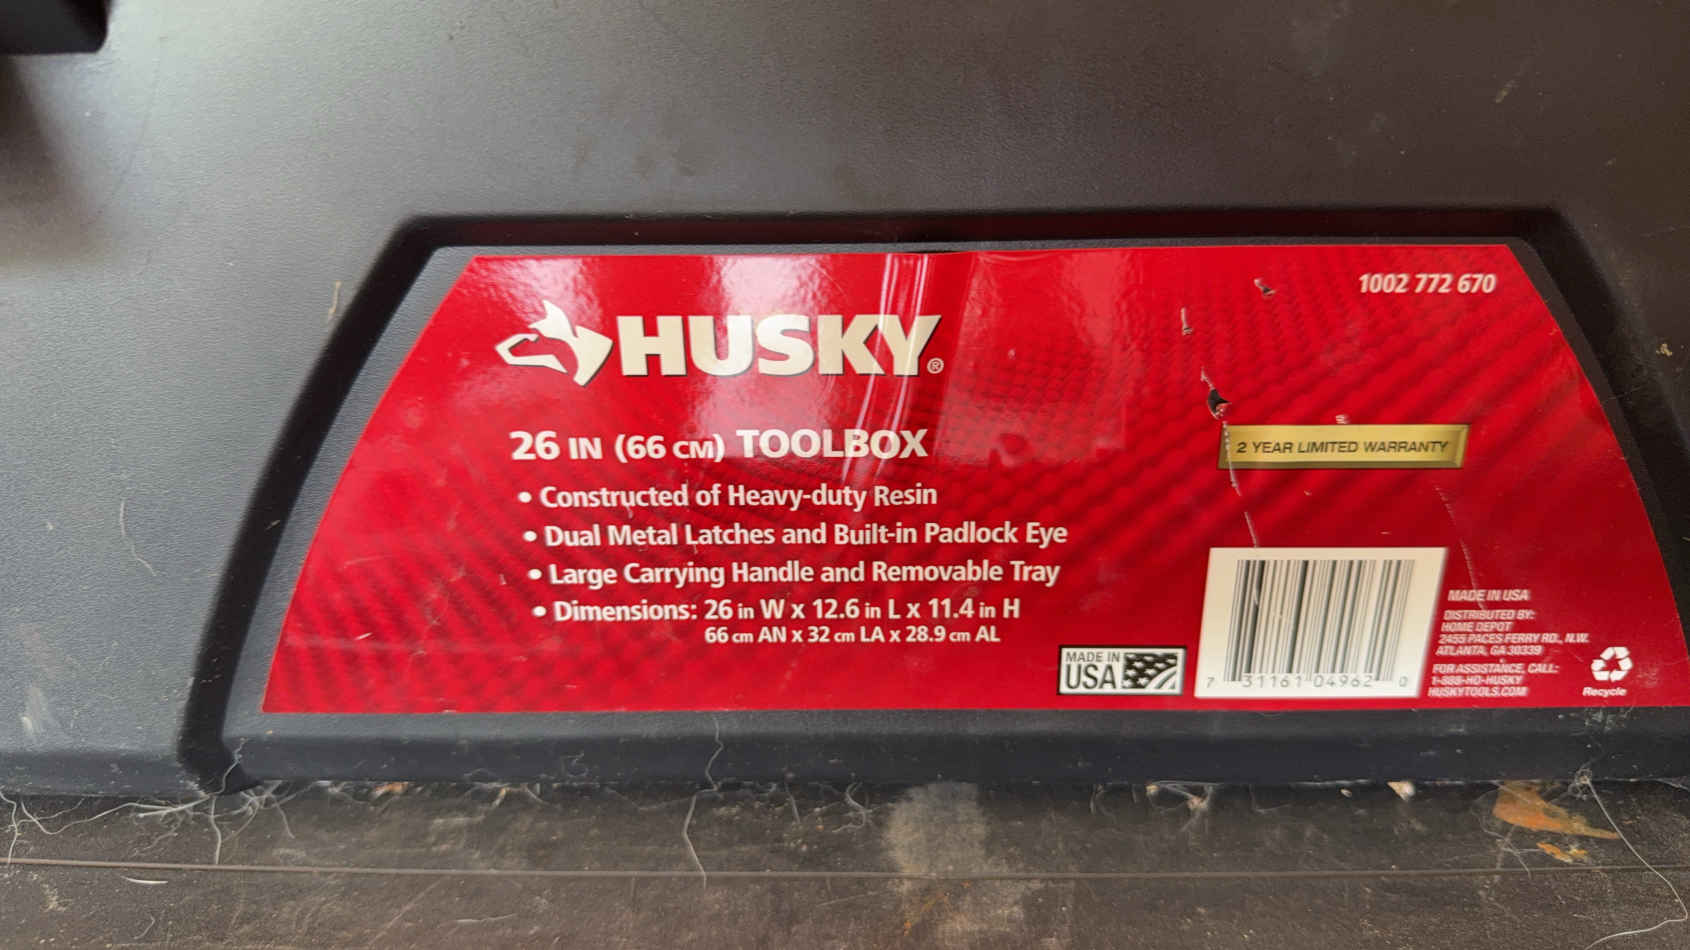 1002 772 670
HUSKY®
26 IN (66 CM) TOOLBOX
• Constructed of Heavy-duty Resin
• Dual Metal Latches and Built-in Padlock Eye
• Large Carrying Handle and Removable Tray
• Dimensions: 26 in W x 12.6 in L x 11.4 in H
66 cm AN x 32 cm LA x 28.9 cm AL
2 YEAR LIMITED WARRANTY
MADE IN
USA
7 31161 04962 0
MADE IN USA
DISTRIBUTED BY:
HOME DEPOT
2455 PACES FERRY RD., N.W.
ATLANTA, GA 30339
FOR ASSISTANCE, CALL:
1-888-HD-HUSKY
HUSKYTOOLS.COM
Recycle